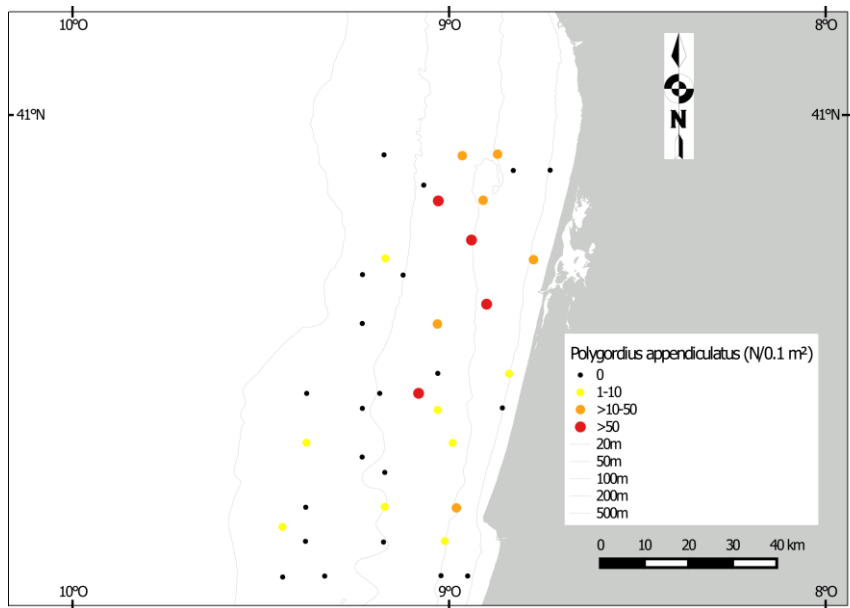 10ºO 9ºO 8ºO
41ºN 41ºN
N
Polygordius appendiculatus (N/0.1 m²)
0
1-10
>10-50
>50
20m
50m
100m
200m
500m
0 10 20 30 40 km
10ºO 9ºO 8ºO